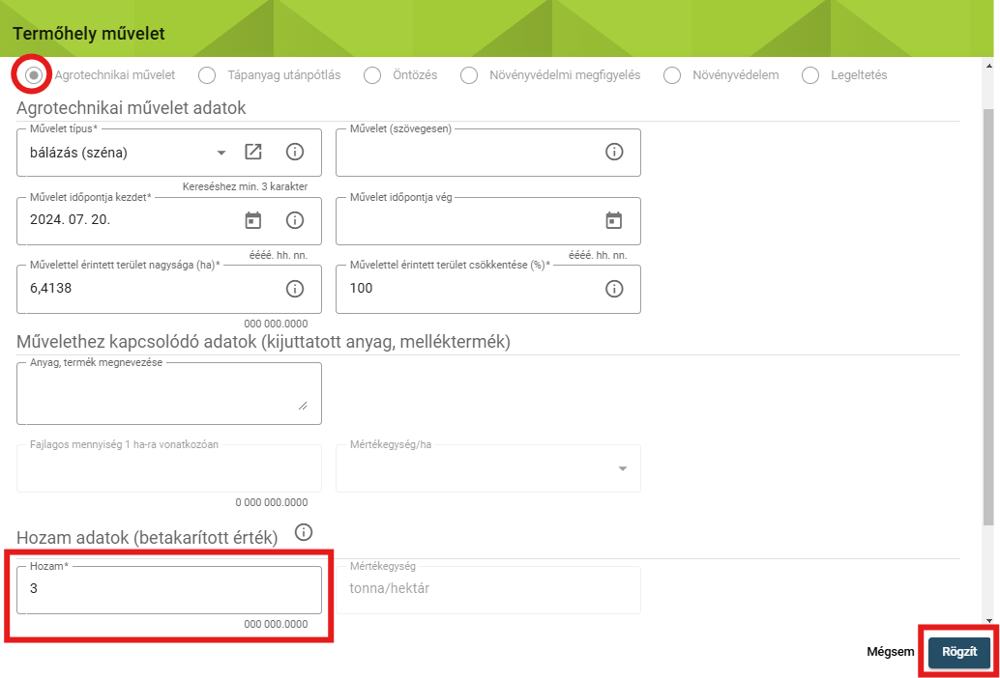 Termőhely művelet
Agrotechnikai művelet Tápanyag utánpótlás Öntözés Növényvédelmi megfigyelés Növényvédelem Legeltetés
Agrotechnikai művelet adatok
Művelet típus* Művelet (szövegesen)
bálázás (széna)
Kereséshez min. 3 karakter
Művelet időpontja kezdet* Művelet időpontja vég
2024. 07. 20.
éééé. hh. nn. éééé. hh. nn.
Művelettel érintett terület nagysága (ha)* Művelettel érintett terület csökkentése (%)*
6,4138 100
000 000.0000
Művelethez kapcsolódó adatok (kijuttatott anyag, melléktermék)
Anyag, termék megnevezése
Fajlagos mennyiség 1 ha-ra vonatkozóan Mértékegység/ha
0 000 000.0000
Hozam adatok (betakarított érték)
Hozam* Mértékegység
3 tonna/hektár
000 000.0000
Mégsem Rögzít